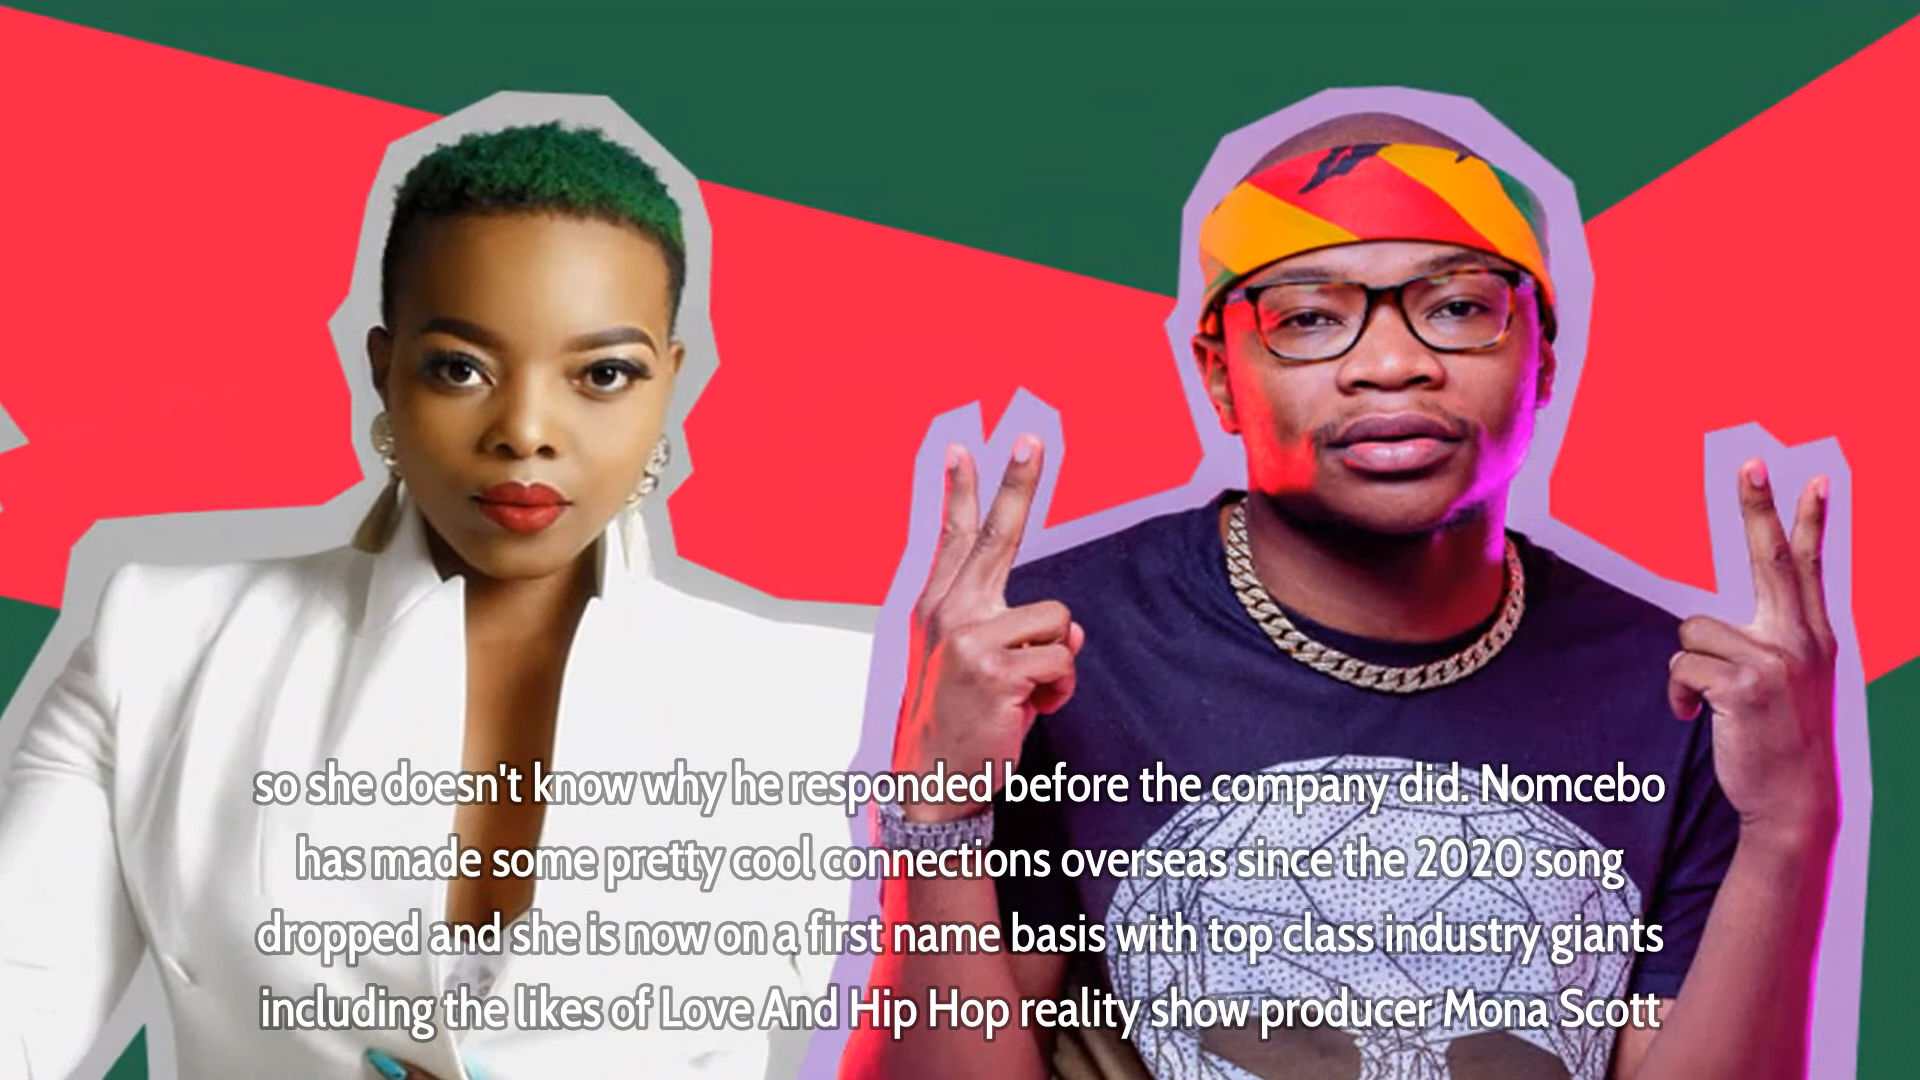 so she doesn't know why he responded before the company did. Nomcebo
has made some pretty cool connections overseas since the 2020 song
dropped and she is now on a first name basis with top class industry giants
including the likes of Love And Hip Hop reality show producer Mona Scott